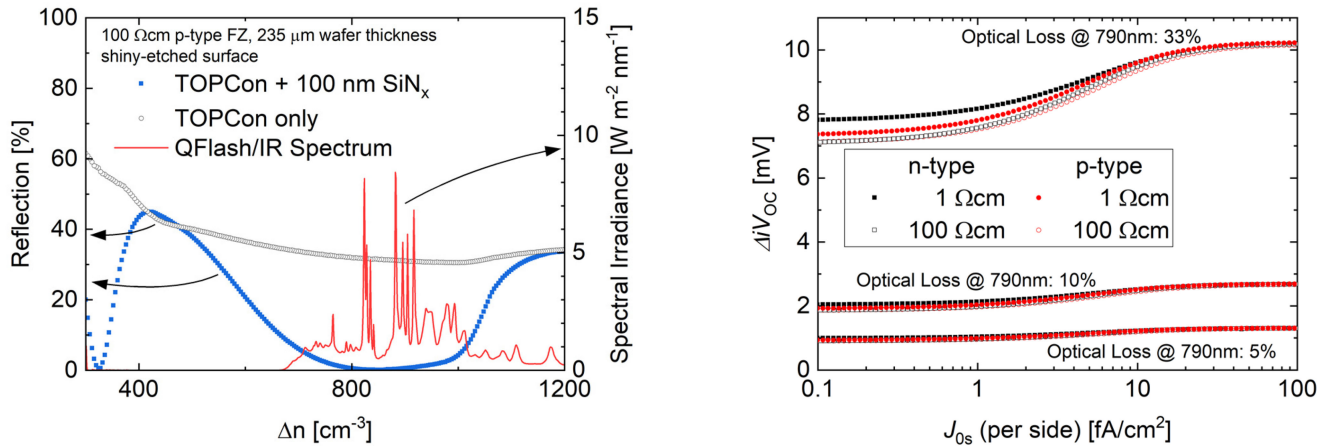 100
80
60
40
20
0
Reflection [%]
100 Ωcm p-type FZ, 235 μm wafer thickness
shiny-etched surface
TOPCon + 100 nm SiNx
TOPCon only
QFlash/IR Spectrum
400
800
1200
Δn [cm-3]
15
10
5
0
Spectral Irradiance [W m-2 nm-1]
10
8
6
4
2
0
ΔiVOC [mV]
Optical Loss @ 790nm: 33%
n-type p-type
1 Ωcm 1 Ωcm
100 Ωcm 100 Ωcm
Optical Loss @ 790nm: 10%
Optical Loss @ 790nm: 5%
0.1
1
10
100
J0s (per side) [fA/cm2]